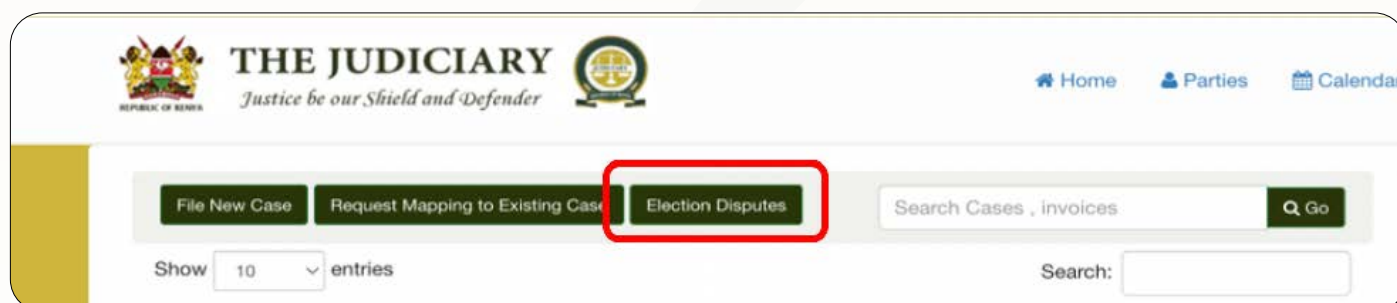 THE JUDICIARY
Justice be our Shield and Defender
REPUBLIC OF KENYA
Home Parties Calendar
File New Case Request Mapping to Existing Case Election Disputes Search Cases , invoices Go
Show 10 entries Search: